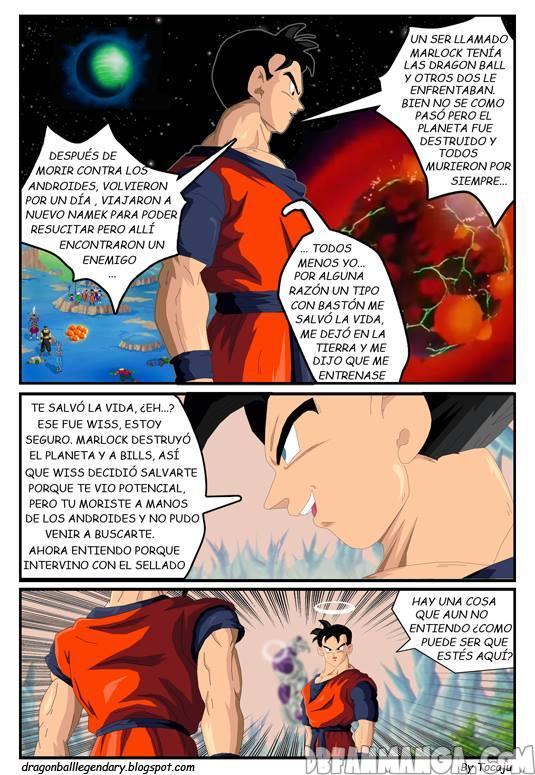 DESPUÉS DE
MORIR CONTRA LOS
ANDROIDES, VOLVIERON
POR UN DÍA , VIAJARON A
NUEVO NAMEK PARA PODER
RESUCITAR PERO ALLÍ
ENCONTRARON UN
ENEMIGO
...
UN SER LLAMADO
MARLOCK TENÍA
LAS DRAGON BALL
Y OTROS DOS LE
ENFRENTABAN.
BIEN NO SE COMO
PASÓ PERO EL
PLANETA FUE
DESTRUIDO Y
TODOS
MURIERON POR
SIEMPRE...
... TODOS
MENOS YO...
POR ALGUNA
RAZÓN UN TIPO
CON BASTÓN ME
SALVÓ LA VIDA,
ME DEJÓ EN LA
TIERRA Y ME
DIJO QUE ME
ENTRENASE
TE SALVÓ LA VIDA, ¿EH...?
ESE FUE WISS, ESTOY
SEGURO. MARLOCK DESTRUYÓ
EL PLANETA Y A BILLS, ASÍ
QUE WISS DECIDIÓ SALVARTE
PORQUE TE VIO POTENCIAL,
PERO TU MORISTE A MANOS
DE LOS ANDROIDES Y NO PUDO
VENIR A BUSCARTE.
AHORA ENTIENDO PORQUE
INTERVINO CON EL SELLADO
HAY UNA COSA
QUE AUN NO
ENTIENDO ¿COMO
PUEDE SER QUE
ESTÉS AQUÍ?
DBFANMANGA.COM
dragonballlegendary.blogspot.com
By Tocaju